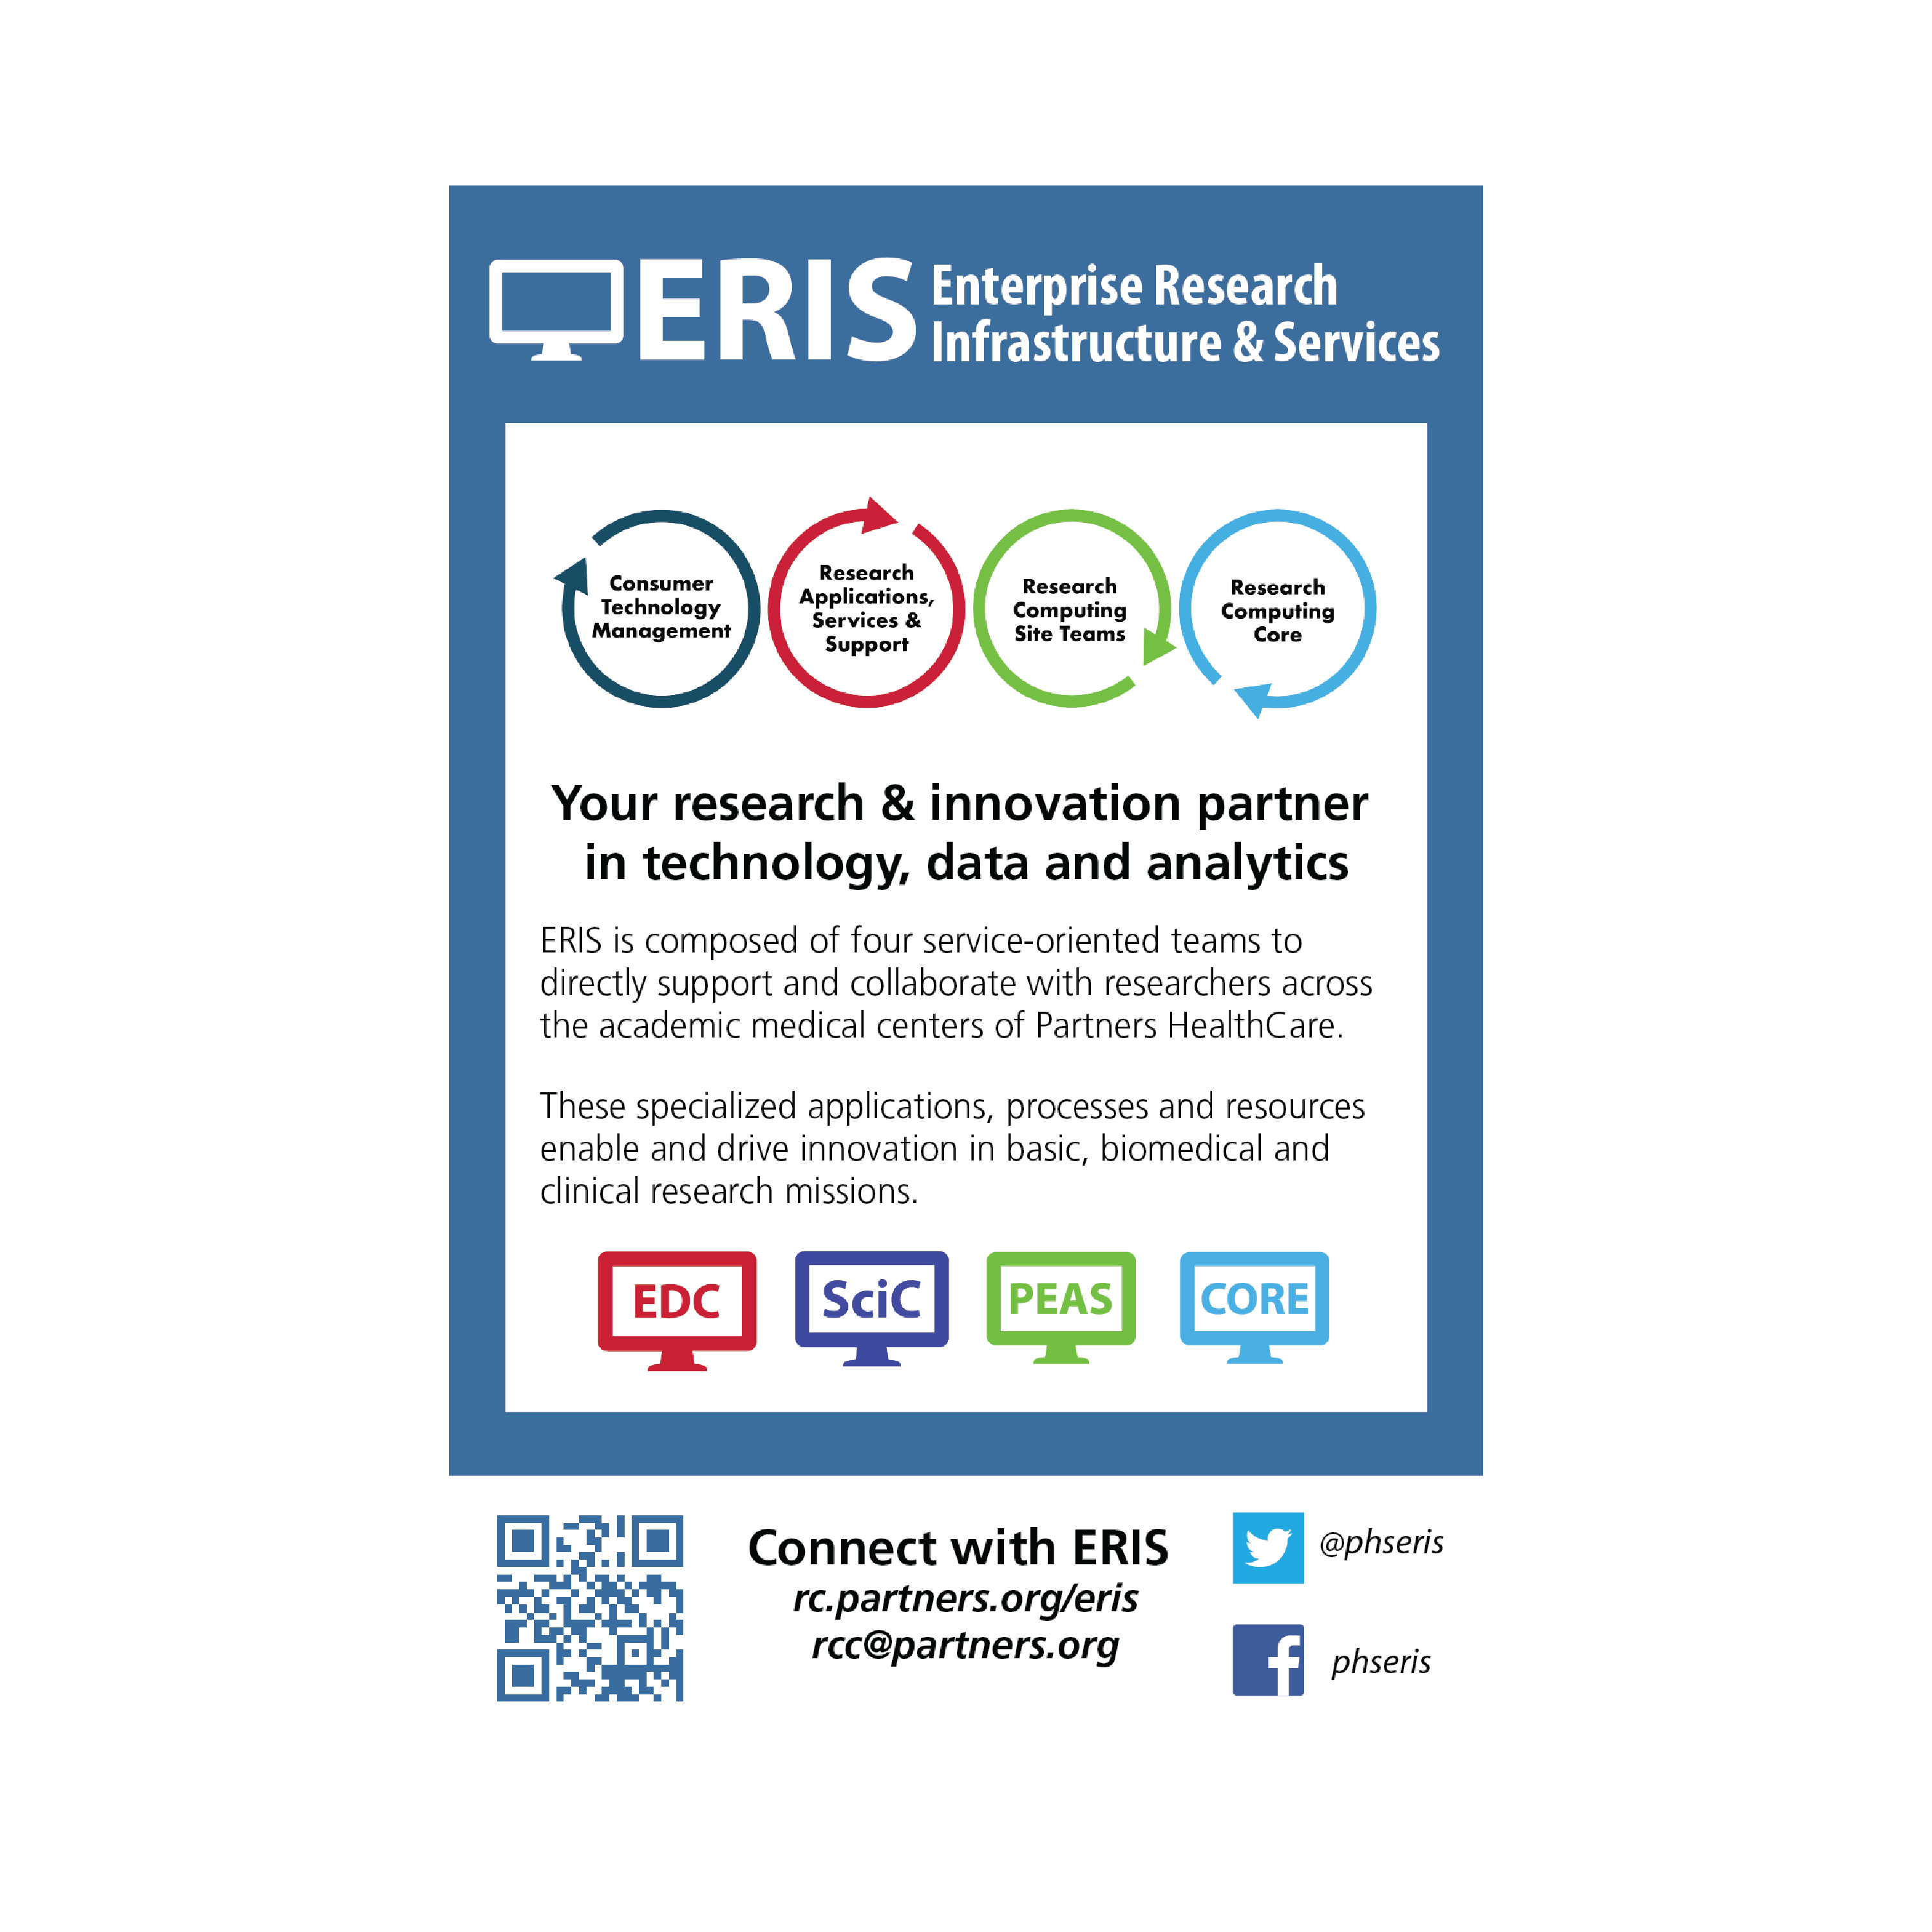 ERIS
Enterprise Research
Infrastructure & Services
Consumer
Technology
Management
Research
Applications,
Services &
Support
Research
Computing
Site Teams
Research
Computing
Core
Your research & innovation partner
in technology, data and analytics
ERIS is composed of four service-oriented teams to
directly support and collaborate with researchers across
the academic medical centers of Partners HealthCare.
These specialized applications, processes and resources
enable and drive innovation in basic, biomedical and
clinical research missions.
EDC
SciC
PEAS
CORE
Connect with ERIS
rc.partners.org/eris
rcc@partners.org
@phseris
phseris